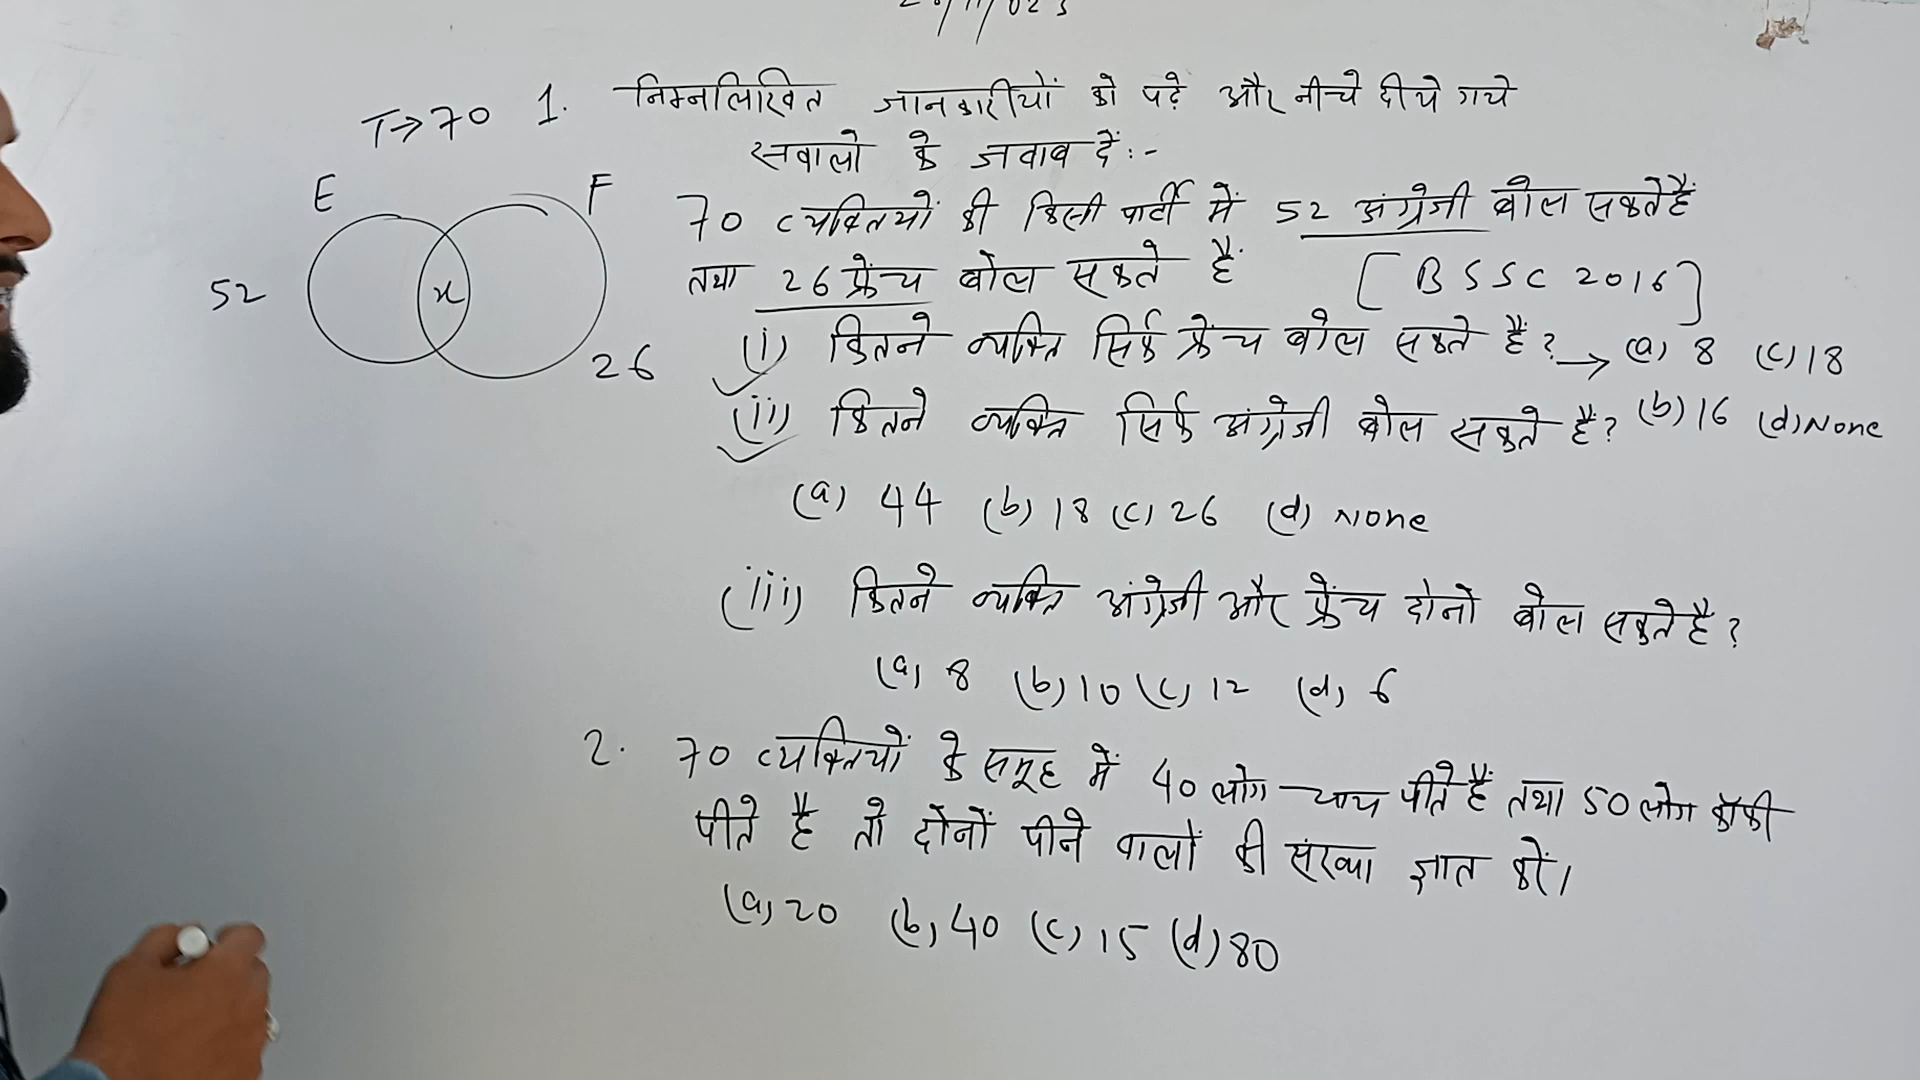 T→70 1. निम्नलिखित जानकारीयों को पढ़े और नीचे दीये गये
सवालो के जवाब दें:-
E F
52 x 26
70 व्यक्तियों की किसी पार्टी में 52 अंग्रेजी बोल सकते हैं
तथा 26 फ्रेंच बोल सकते हैं [BSSC 2016]
(i) कितने व्यक्ति सिर्फ फ्रेंच बोल सकते हैं? → (a) 8 (c) 18
(ii) कितने व्यक्ति सिर्फ अंग्रेजी बोल सकते हैं? (b) 16 (d) None
(a) 44 (b) 18 (c) 26 (d) None
(iii) कितने व्यक्ति अंग्रेजी और फ्रेंच दोनो बोल सकते है?
(a) 8 (b) 10 (c) 12 (d) 6
2. 70 व्यक्तियों के समूह में 40 लोग चाय पीते हैं तथा 50 लोग कॉफी
पीते हैं तो दोनों पीने वालों की संख्या ज्ञात करें।
(a) 20 (b) 40 (c) 15 (d) 80